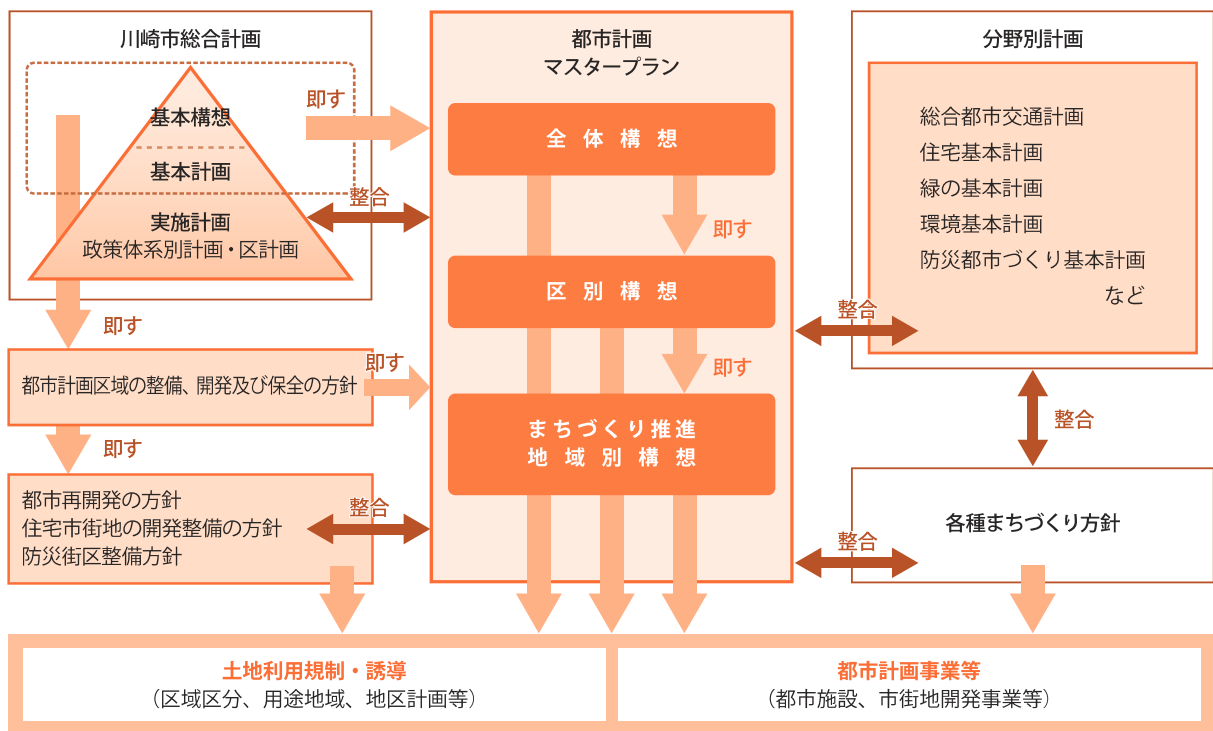 川崎市総合計画
基本構想
基本計画
実施計画
政策体系別計画・区計画
即す
整合
即す
都市計画区域の整備、開発及び保全の方針
即す
即す
都市再開発の方針
住宅市街地の開発整備の方針
防災街区整備方針
整合
都市計画
マスタープラン
全体構想
即す
区別構想
即す
まちづくり推進
地域別構想
分野別計画
総合都市交通計画
住宅基本計画
緑の基本計画
環境基本計画
防災都市づくり基本計画
など
整合
整合
各種まちづくり方針
整合
土地利用規制・誘導
（区域区分、用途地域、地区計画等）
都市計画事業等
（都市施設、市街地開発事業等）